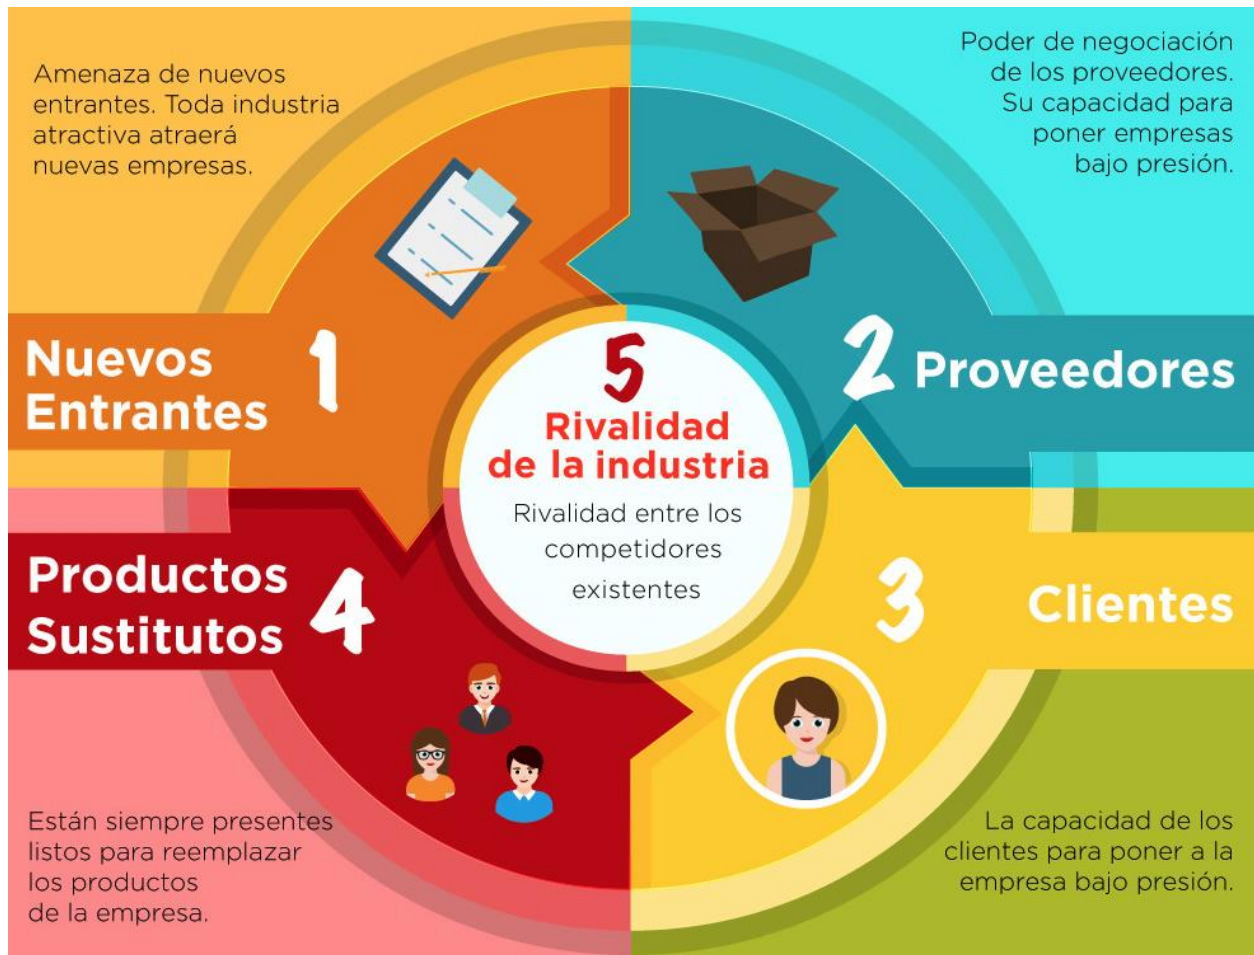 Amenaza de nuevos
entrantes. Toda industria
atractiva atraerá
nuevas empresas.
Nuevos
Entrantes
1
Poder de negociación
de los proveedores.
Su capacidad para
poner empresas
bajo presión.
2
Proveedores
5
Rivalidad
de la industria
Rivalidad entre los
competidores
existentes
3
Clientes
La capacidad de los
clientes para poner a la
empresa bajo presión.
Productos
Sustitutos
4
Están siempre presentes
listos para reemplazar
los productos
de la empresa.